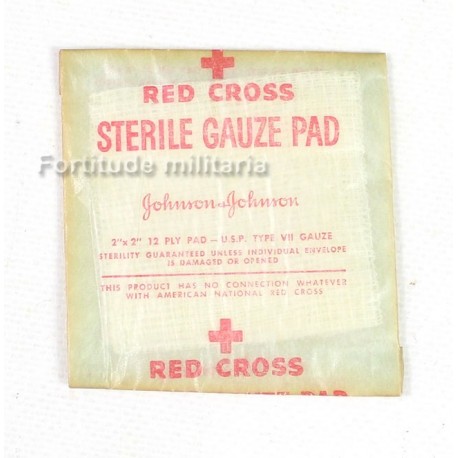 RED CROSS
STERILE GAUZE PAD
Fortitude militaria
Johnson & Johnson
2"x 2" 12 PLY PAD — U.S.P. TYPE VII GAUZE
STERILITY GUARANTEED UNLESS INDIVIDUAL ENVELOPE
IS DAMAGED OR OPENED
THIS PRODUCT HAS NO CONNECTION WHATEVER
WITH AMERICAN NATIONAL RED CROSS
RED CROSS
PAD